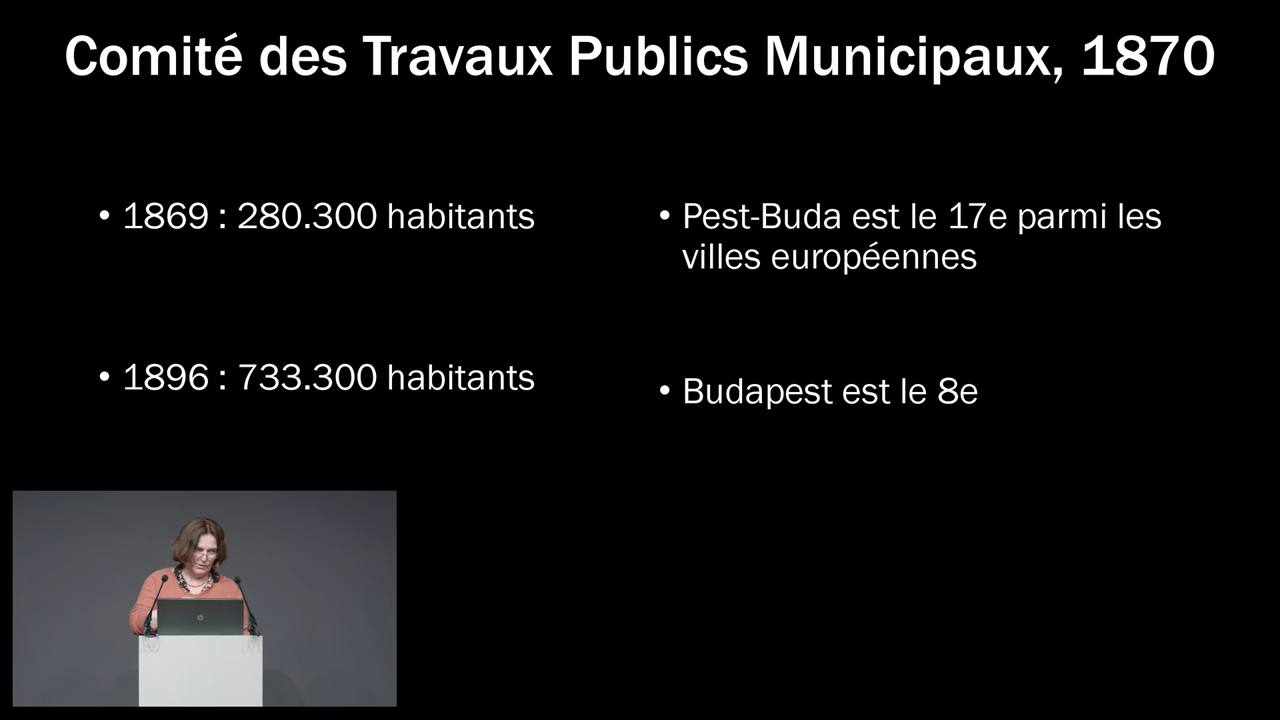 Comité des Travaux Publics Municipaux, 1870
• 1869 : 280.300 habitants
• Pest-Buda est le 17e parmi les
villes européennes
• 1896 : 733.300 habitants
• Budapest est le 8e